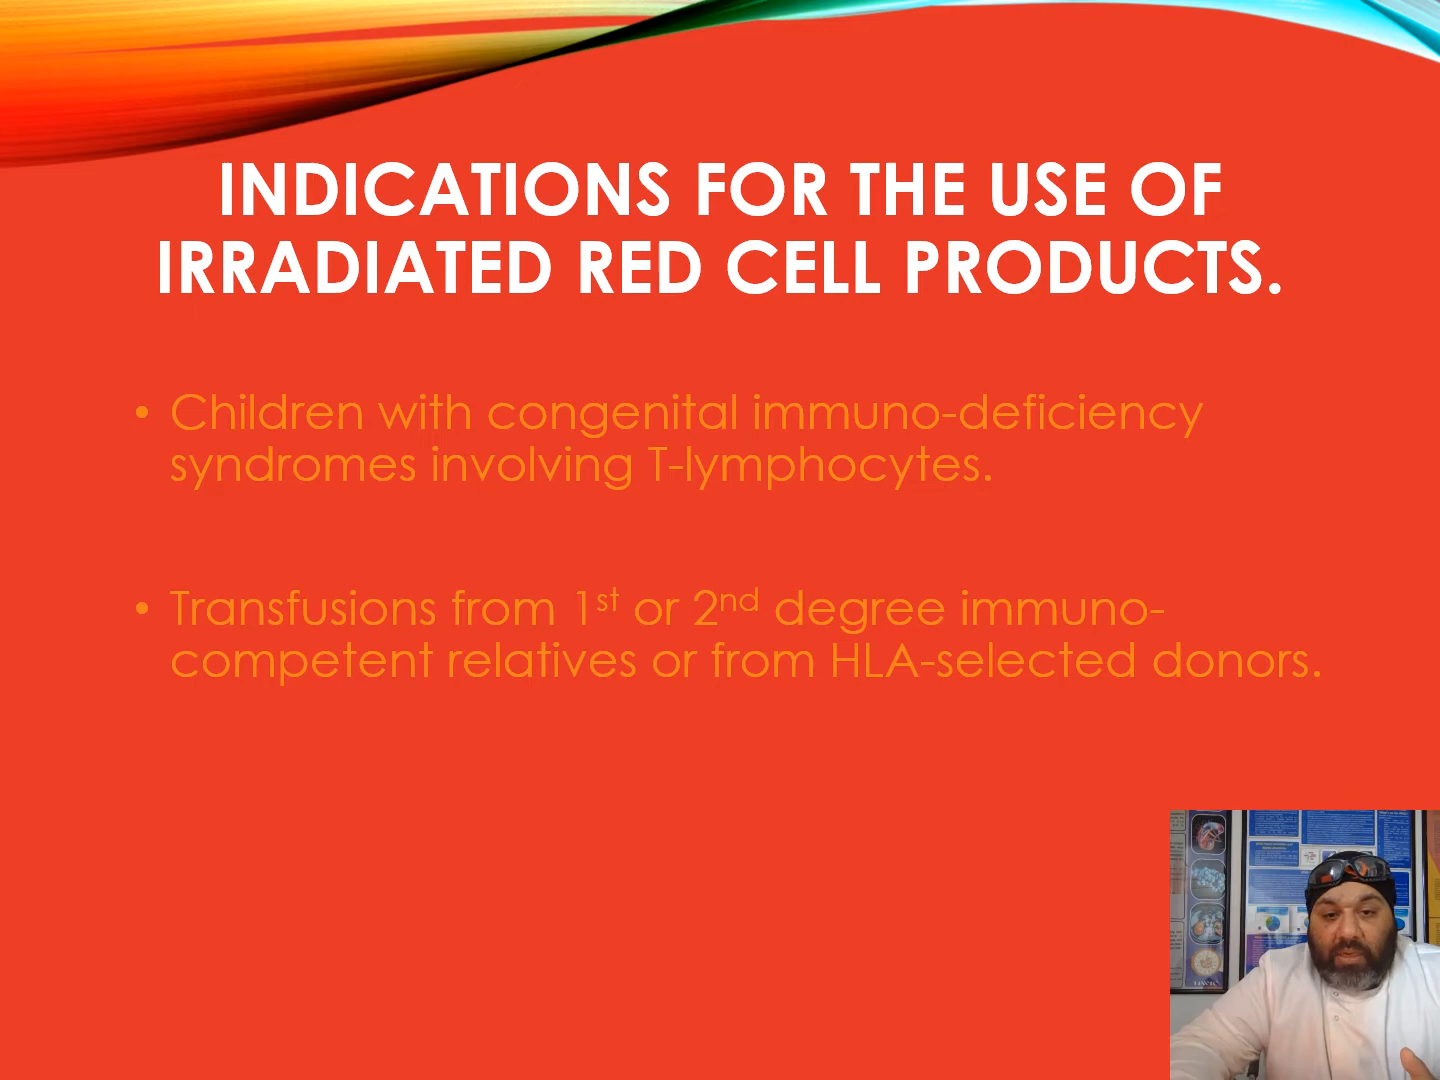 INDICATIONS FOR THE USE OF
IRRADIATED RED CELL PRODUCTS.
• Children with congenital immuno-deficiency
syndromes involving T-lymphocytes.
• Transfusions from 1st or 2nd degree immuno-
competent relatives or from HLA-selected donors.